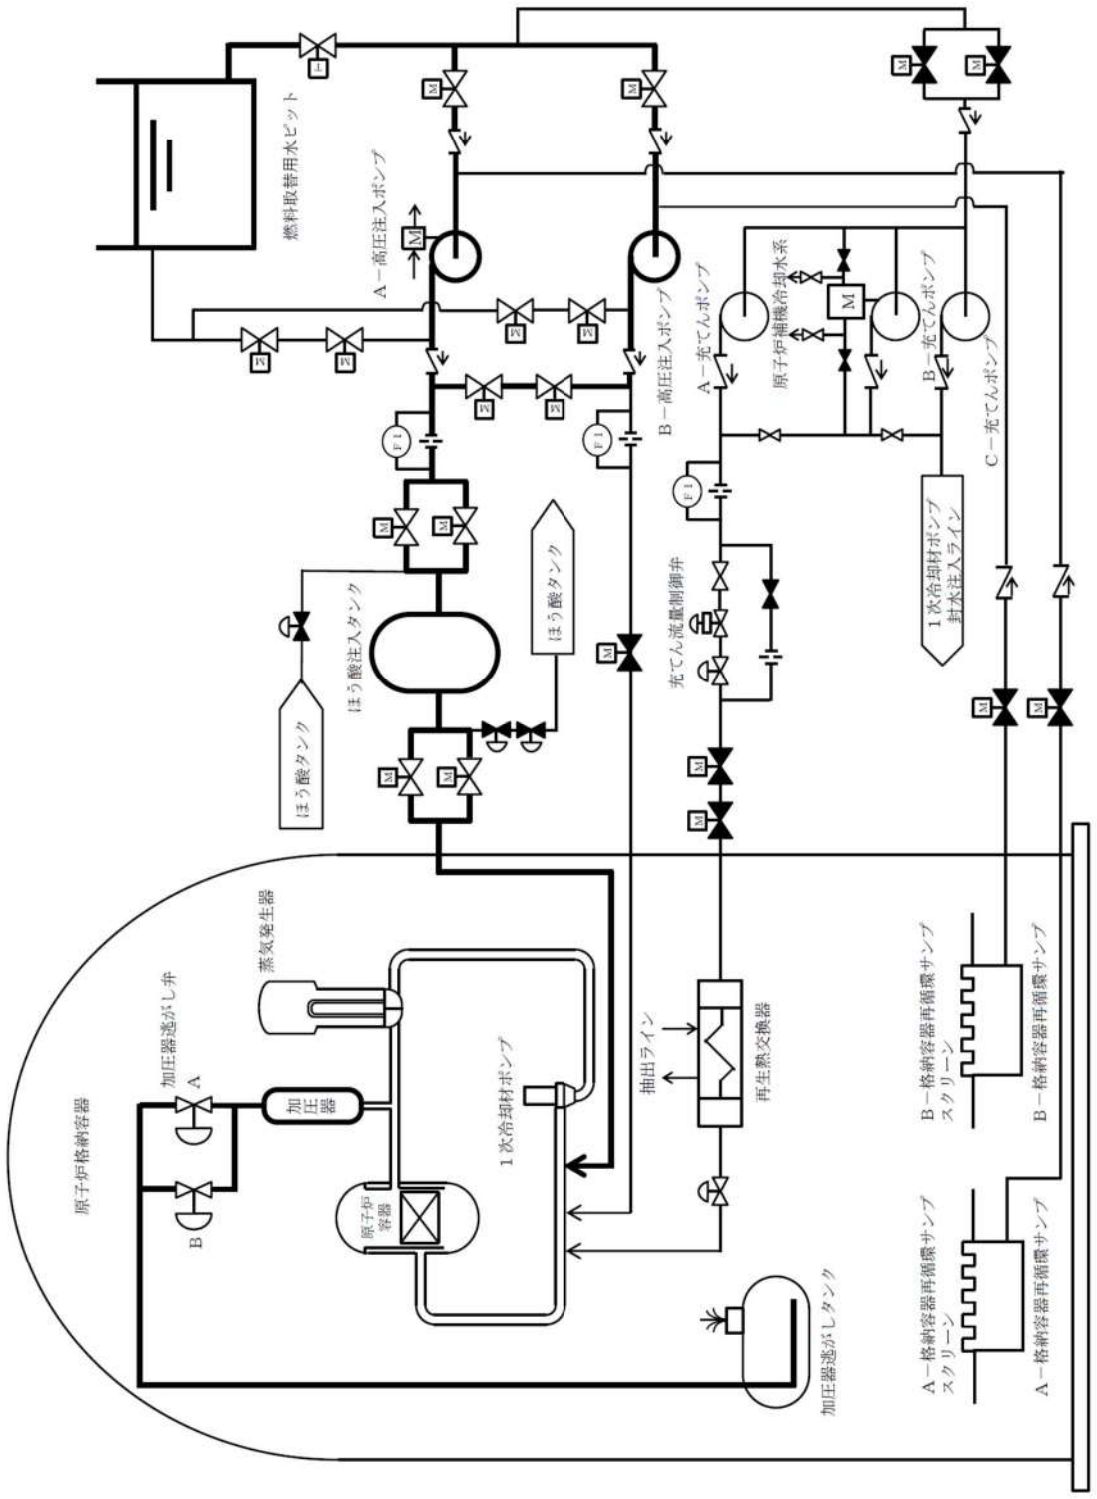 原子炉格納容器
加圧器逃がし弁
A
B
加圧器
蒸気発生器
原子炉
容器
1次冷却材ポンプ
加圧器逃がしタンク
抽出ライン
再生熱交換器
A-格納容器再循環サンプ
スクリーン
A-格納容器再循環サンプ
B-格納容器再循環サンプ
スクリーン
B-格納容器再循環サンプ
ほう酸タンク
ほう酸注入タンク
ほう酸タンク
M
M
M
M
M
M
M
M
M
充てん流量制御弁
1次冷却材ポンプ
封水注入ライン
FI
FI
FI
M
M
M
M
M
M
燃料取替用水ピット
A-高圧注入ポンプ
M
B-高圧注入ポンプ
A-充てんポンプ
原子炉補機冷却水系
M
B-充てんポンプ
C-充てんポンプ
M
M
M
M